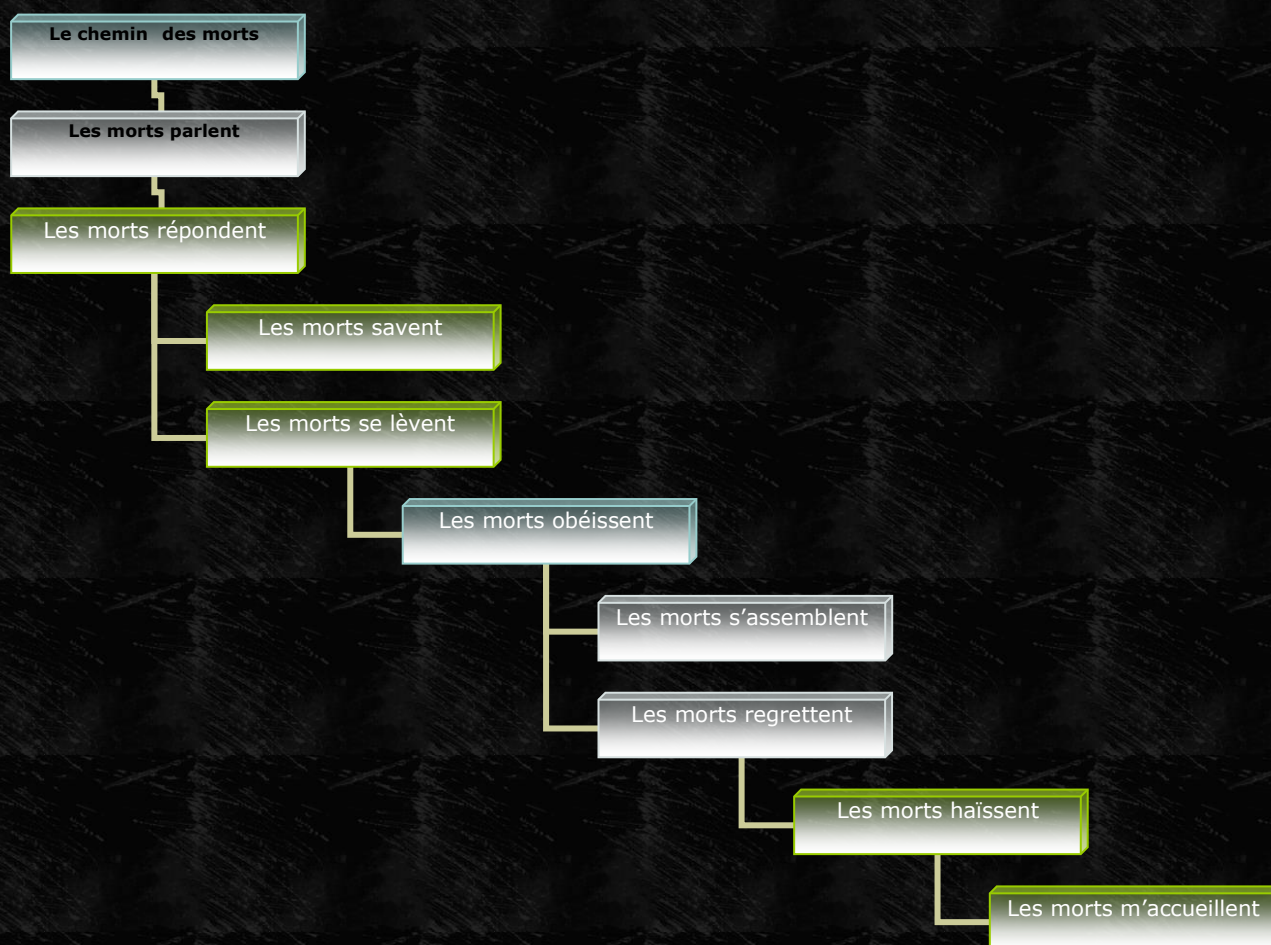 Le chemin  des morts
Les morts parlent
Les morts répondent
Les morts savent
Les morts se lèvent
Les morts obéissent
Les morts s’assemblent
Les morts regrettent
Les morts haïssent
Les morts m’accueillent